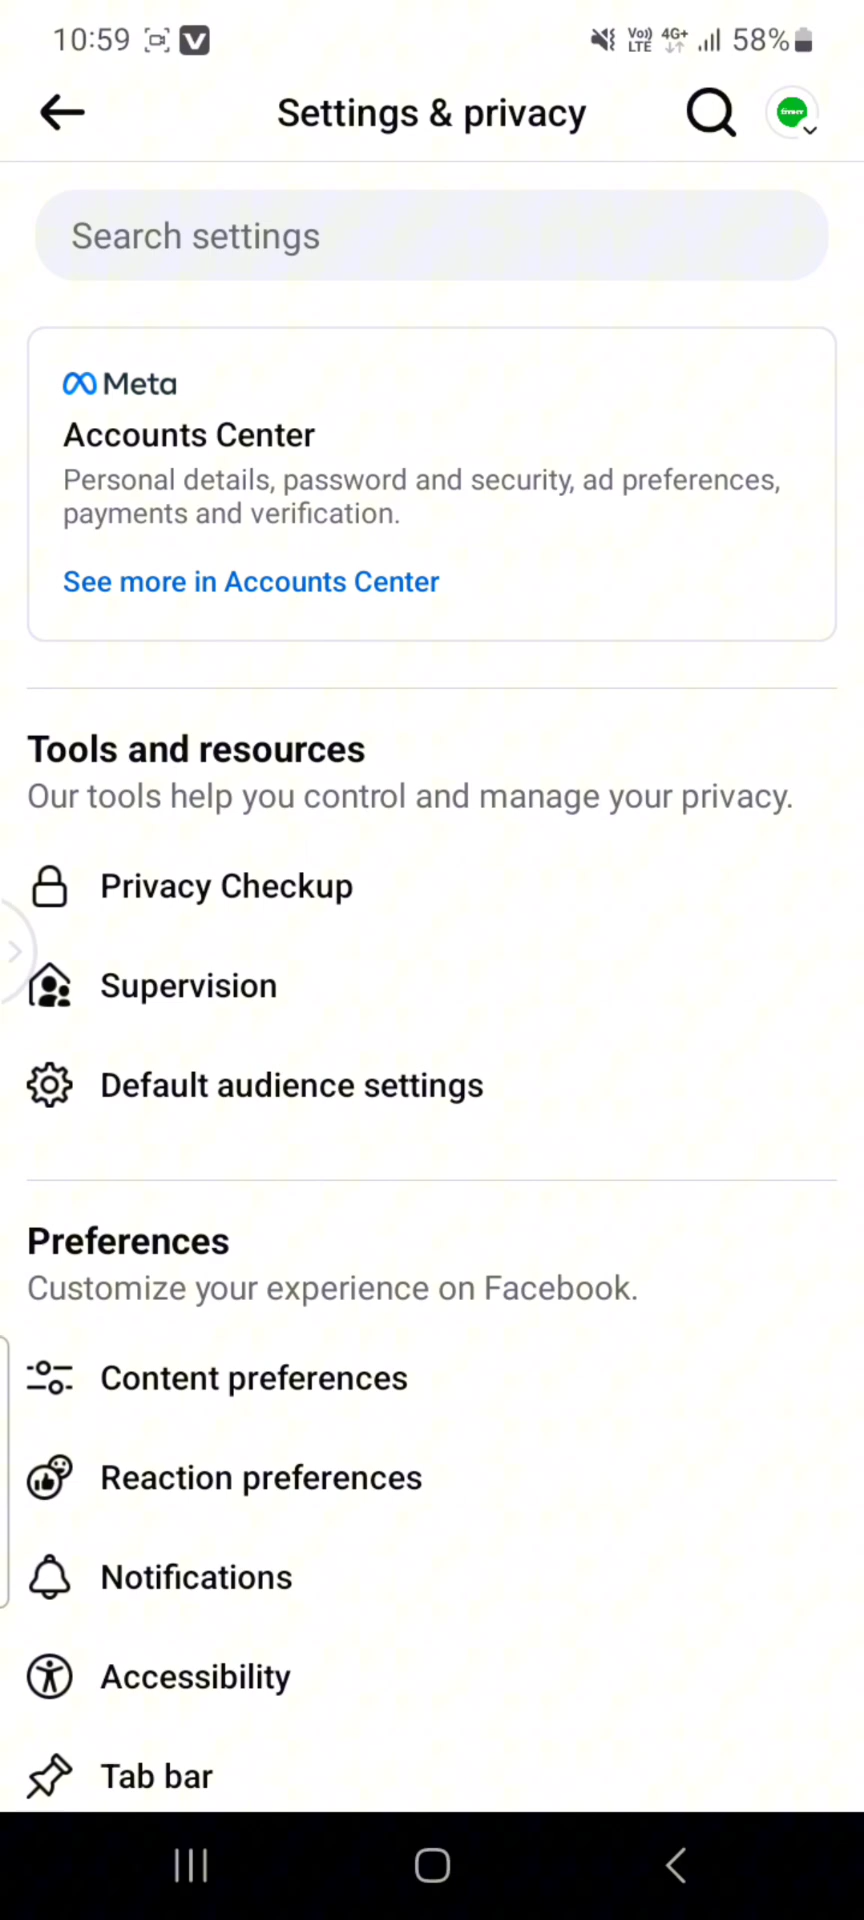 10:59
V
Vo)) LTE 4G+ 58%
Settings & privacy
Search settings
Meta
Accounts Center
Personal details, password and security, ad preferences,
payments and verification.
See more in Accounts Center
Tools and resources
Our tools help you control and manage your privacy.
Privacy Checkup
Supervision
Default audience settings
Preferences
Customize your experience on Facebook.
Content preferences
Reaction preferences
Notifications
Accessibility
Tab bar